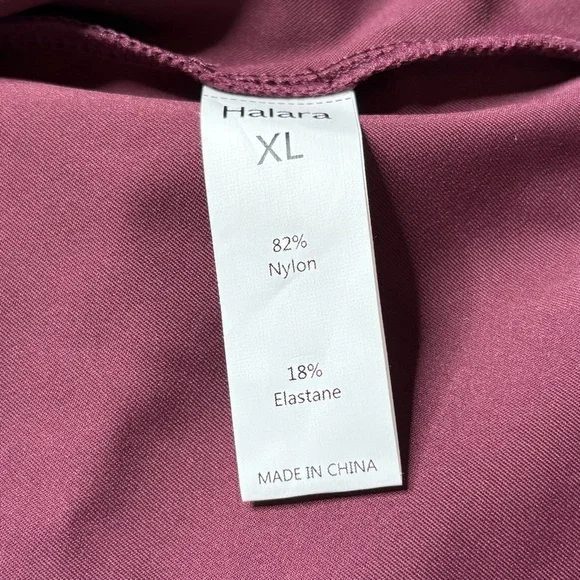 Halara
XL
82%
Nylon
18%
Elastane
MADE IN CHINA